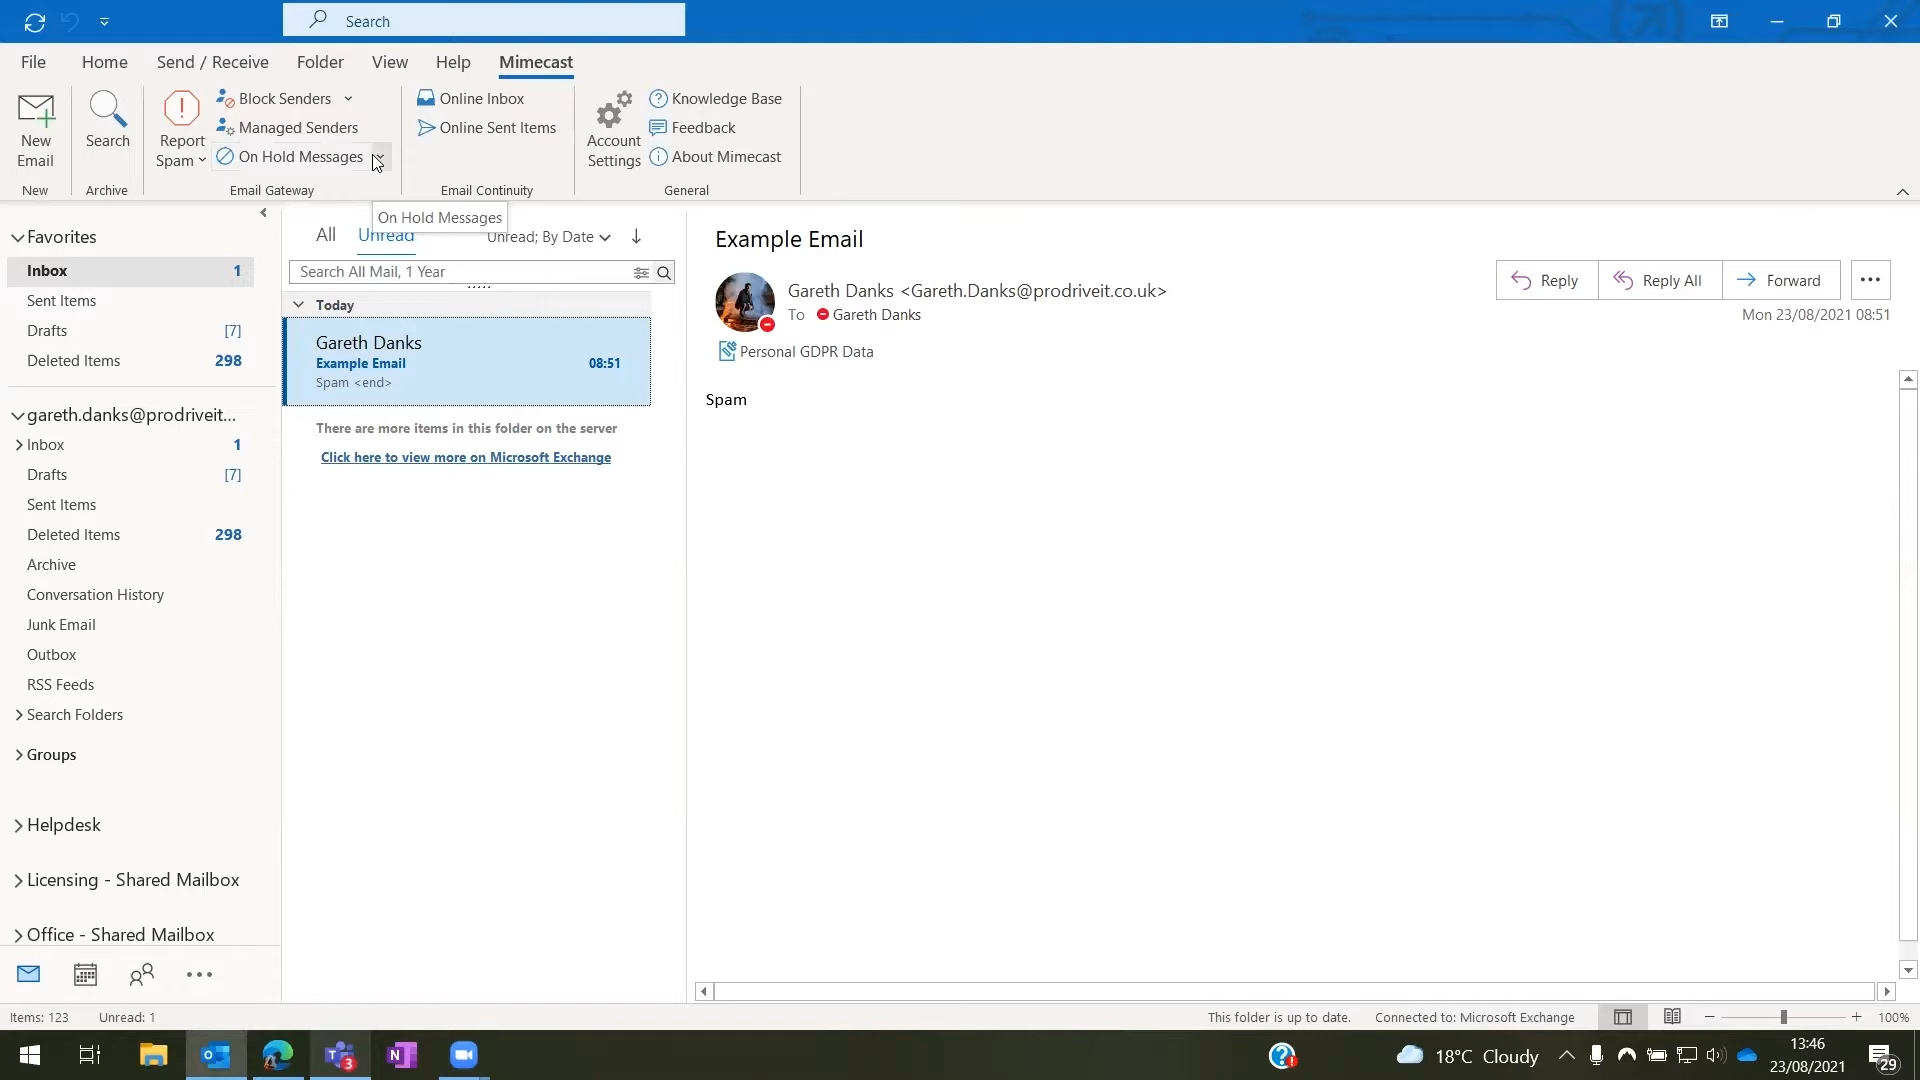 Search
File
Home
Send / Receive
Folder
View
Help
Mimecast
New
Email
Search
Report
Spam
Block Senders
Managed Senders
On Hold Messages
Online Inbox
Online Sent Items
Account
Settings
Knowledge Base
Feedback
About Mimecast
New
Archive
Email Gateway
Email Continuity
General
On Hold Messages
Favorites
Inbox 1
Sent Items
Drafts [7]
Deleted Items 298
gareth.danks@prodriveit...
Inbox 1
Drafts [7]
Sent Items
Deleted Items 298
Archive
Conversation History
Junk Email
Outbox
RSS Feeds
Search Folders
Groups
Helpdesk
Licensing - Shared Mailbox
Office - Shared Mailbox
All
Unread
Unread; By Date
Search All Mail, 1 Year
Today
Gareth Danks
Example Email 08:51
Spam <end>
There are more items in this folder on the server
Click here to view more on Microsoft Exchange
Example Email
Gareth Danks <Gareth.Danks@prodriveit.co.uk>
To Gareth Danks
Personal GDPR Data
Reply
Reply All
Forward
Mon 23/08/2021 08:51
Spam
Items: 123 Unread: 1
This folder is up to date. Connected to: Microsoft Exchange
100%
3
18°C Cloudy
13:46
23/08/2021
29